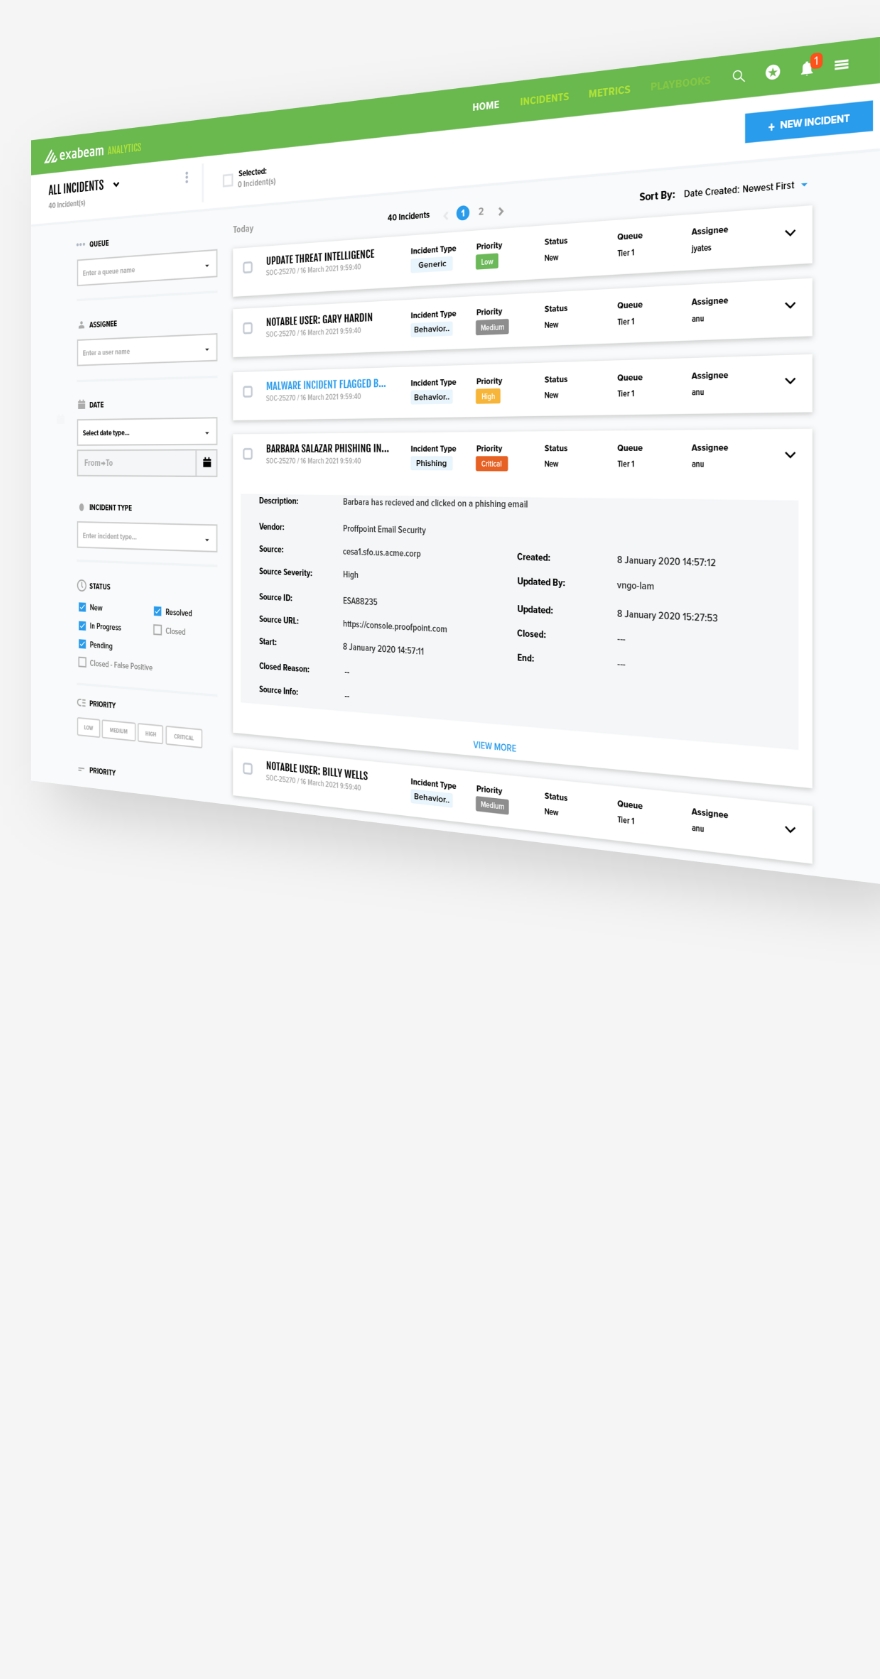 exabeam ANALYTICS
HOME INCIDENTS METRICS PLAYBOOKS
1
+ NEW INCIDENT
ALL INCIDENTS
40 Incident(s)
Selected:
0 Incident(s)
Today
40 Incidents
1 2
Sort By: Date Created: Newest First
QUEUE
Enter a queue name
ASSIGNEE
Enter a user name
DATE
Select date type...
From→To
INCIDENT TYPE
Enter incident type...
STATUS
New
Resolved
In Progress
Closed
Pending
Closed - False Positive
PRIORITY
LOW MEDIUM HIGH CRITICAL
PRIORITY
UPDATE THREAT INTELLIGENCE
SOC-25270 / 16 March 2021 9:59:40
Incident Type Priority Status Queue Assignee
Generic Low New Tier 1 jyates
NOTABLE USER: GARY HARDIN
SOC-25270 / 16 March 2021 9:59:40
Incident Type Priority Status Queue Assignee
Behavior.. Medium New Tier 1 anu
MALWARE INCIDENT FLAGGED B...
SOC-25270 / 16 March 2021 9:59:40
Incident Type Priority Status Queue Assignee
Behavior.. High New Tier 1 anu
BARBARA SALAZAR PHISHING IN...
SOC-25270 / 16 March 2021 9:59:40
Incident Type Priority Status Queue Assignee
Phishing Critical New Tier 1 anu
Description: Barbara has recieved and clicked on a phishing email
Vendor: Proffpoint Email Security
Source: cesa1.sfo.us.acme.corp
Source Severity: High
Source ID: ESA88235
Source URL: https://console.proofpoint.com
Start: 8 January 2020 14:57:11
Closed Reason: --
Source Info: --
Created: 8 January 2020 14:57:12
Updated By: vngo-lam
Updated: 8 January 2020 15:27:53
Closed: ---
End: ---
VIEW MORE
NOTABLE USER: BILLY WELLS
SOC-25270 / 16 March 2021 9:59:40
Incident Type Priority Status Queue Assignee
Behavior.. Medium New Tier 1 anu